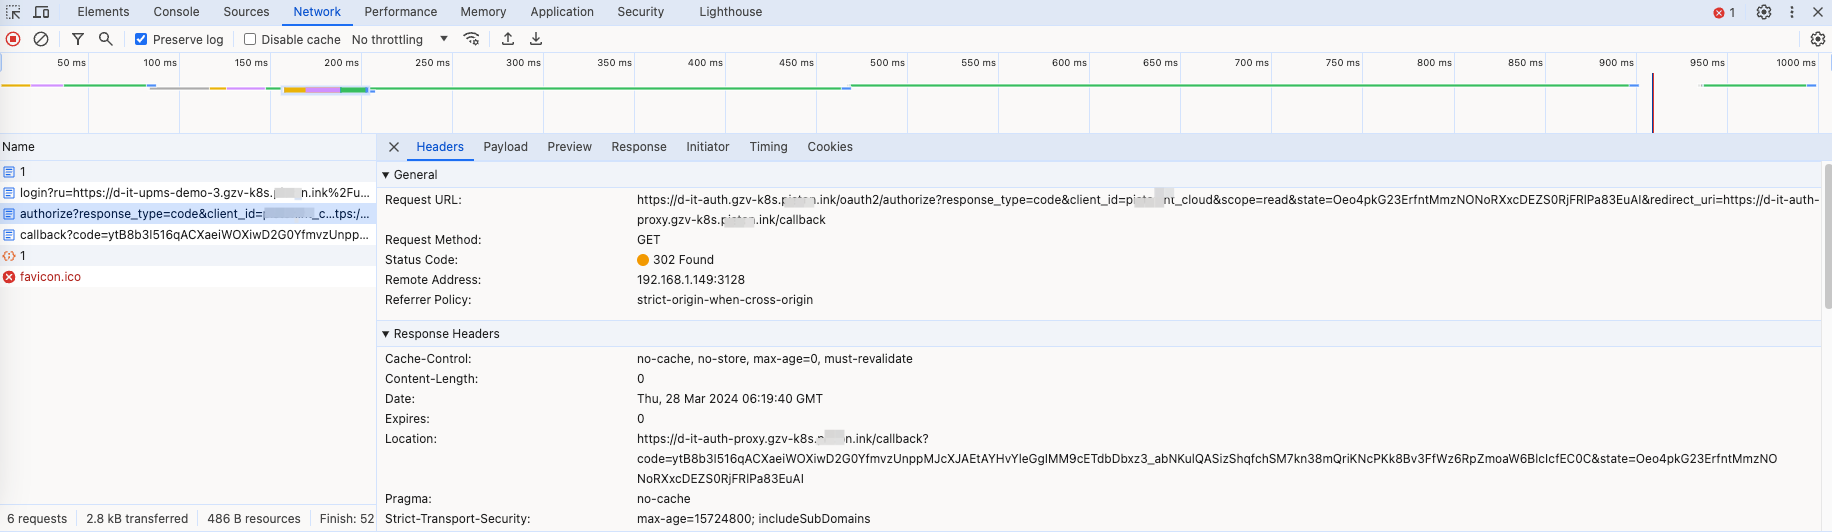 Elements Console Sources Network Performance Memory Application Security Lighthouse 1
Preserve log Disable cache No throttling
50 ms 100 ms 150 ms 200 ms 250 ms 300 ms 350 ms 400 ms 450 ms 500 ms 550 ms 600 ms 650 ms 700 ms 750 ms 800 ms 850 ms 900 ms 950 ms 1000 ms
Name
1
login?ru=https://d-it-upms-demo-3.gzv-k8s. n.ink%2Fu...
authorize?response_type=code&client_id= _c...tps:/...
callback?code=ytB8b3I516qACXaeiWOXiwD2G0YfmvzUnpp...
1
favicon.ico
6 requests 2.8 kB transferred 486 B resources Finish: 52
Headers Payload Preview Response Initiator Timing Cookies
General
Request URL: https://d-it-auth.gzv-k8s. .ink/oauth2/authorize?response_type=code&client_id= nt_cloud&scope=read&state=Oeo4pkG23ErfntMmzNONoRXxcDEZS0RjFRIPa83EuAI&redirect_uri=https://d-it-auth-
proxy.gzv-k8s. .ink/callback
Request Method: GET
Status Code: 302 Found
Remote Address: 192.168.1.149:3128
Referrer Policy: strict-origin-when-cross-origin
Response Headers
Cache-Control: no-cache, no-store, max-age=0, must-revalidate
Content-Length: 0
Date: Thu, 28 Mar 2024 06:19:40 GMT
Expires: 0
Location: https://d-it-auth-proxy.gzv-k8s. n.ink/callback?
code=ytB8b3I516qACXaeiWOXiwD2G0YfmvzUnppMJcXJAEtAYHvYleGglMM9cETdbDbxz3_abNKulQASizShqfchSM7kn38mQriKNcPKk8Bv3FfWz6RpZmoaW6BlcIcfEC0C&state=Oeo4pkG23ErfntMmzNO
NoRXxcDEZS0RjFRIPa83EuAI
Pragma: no-cache
Strict-Transport-Security: max-age=15724800; includeSubDomains